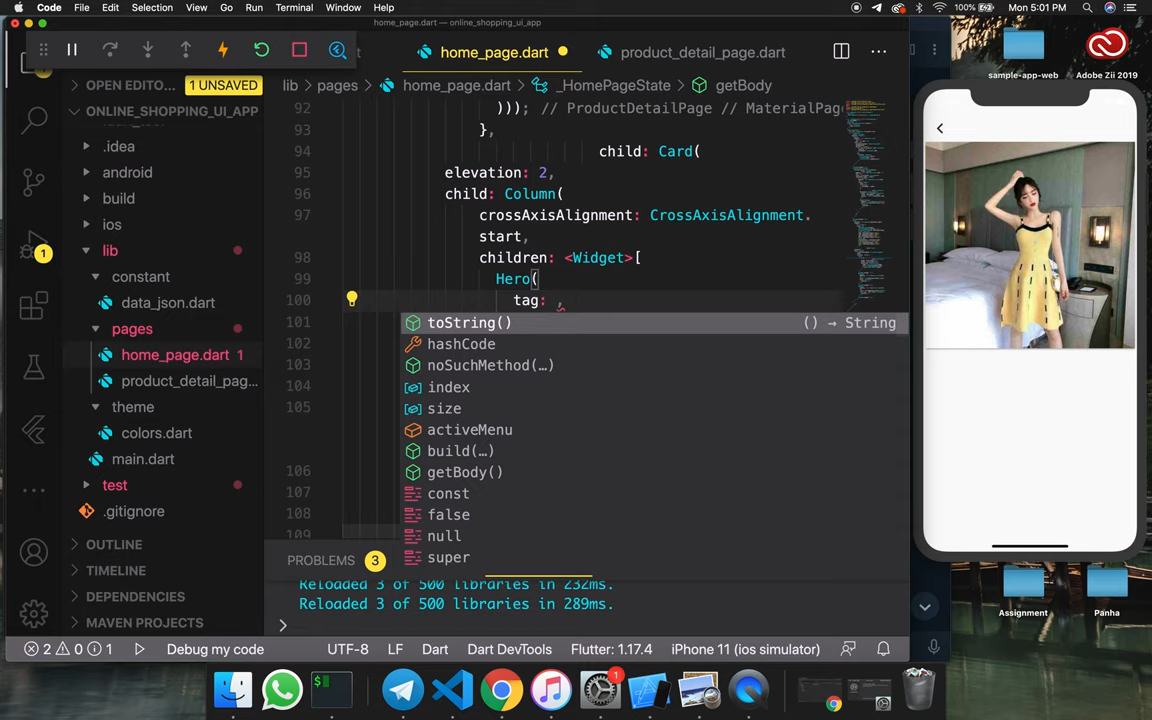 Code File Edit Selection View Go Run Terminal Window Help 100% Mon 5:01 PM
home_page.dart — online_shopping_ui_app
home_page.dart product_detail_page.dart
OPEN EDITO... 1 UNSAVED
lib pages home_page.dart _HomePageState getBody
ONLINE_SHOPPING_UI_APP
.idea
android
build
ios
lib
constant
data_json.dart
pages
home_page.dart 1
product_detail_pag...
theme
colors.dart
main.dart
test
.gitignore
OUTLINE
TIMELINE
DEPENDENCIES
MAVEN PROJECTS
1
92 ))); // ProductDetailPage // MaterialPag
93 },
94 child: Card(
95 elevation: 2,
96 child: Column(
97 crossAxisAlignment: CrossAxisAlignment.
start,
98 children: <Widget>[
99 Hero(
100 tag: ,
101
102
103
104
105
106
107
108
109
toString() () → String
hashCode
noSuchMethod(…)
index
size
activeMenu
build(…)
getBody()
const
false
null
super
PROBLEMS 3
Reloaded 3 of 500 libraries in 232ms.
Reloaded 3 of 500 libraries in 289ms.
2 0 1 Debug my code UTF-8 LF Dart Dart DevTools Flutter: 1.17.4 iPhone 11 (ios simulator)
sample-app-web Adobe Zii 2019
Assignment Panha
$
1